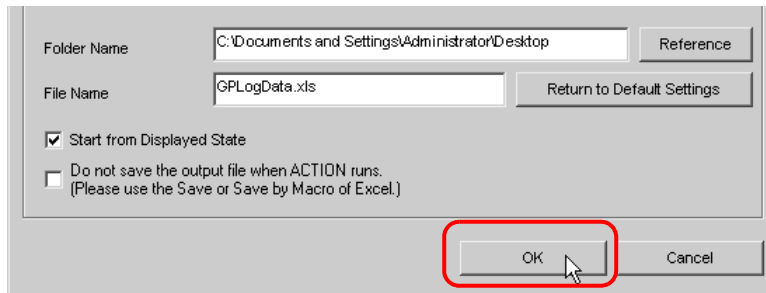 Folder Name C:\Documents and Settings\Administrator\Desktop Reference
File Name GPLogData.xls Return to Default Settings
Start from Displayed State
Do not save the output file when ACTION runs.
(Please use the Save or Save by Macro of Excel.)
OK Cancel